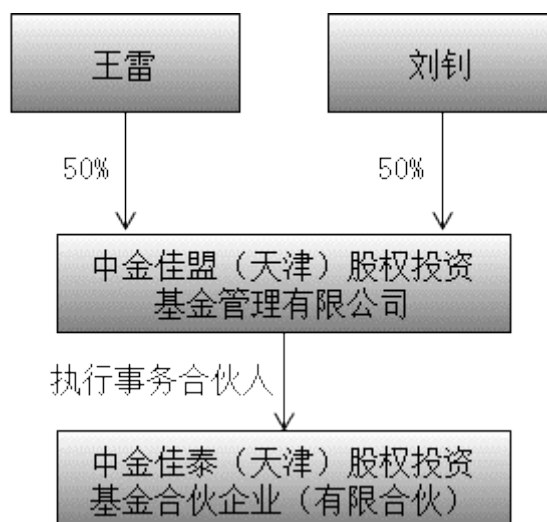 王雷
刘钊
50%
50%
中金佳盟（天津）股权投资
基金管理有限公司
执行事务合伙人
中金佳泰（天津）股权投资
基金合伙企业（有限合伙）